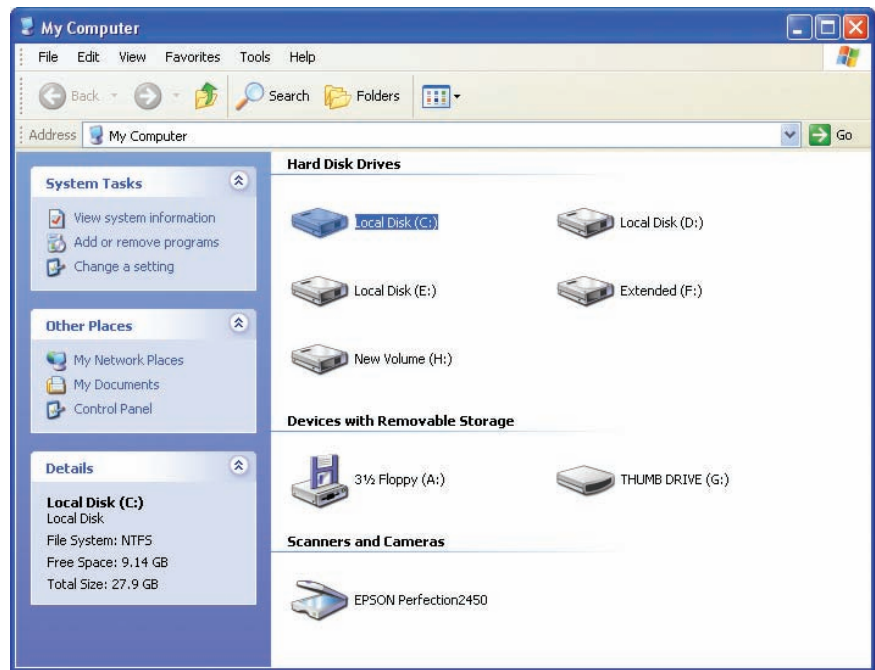 My Computer
File Edit View Favorites Tools Help
Back Search Folders
Address My Computer Go
System Tasks
View system information
Add or remove programs
Change a setting
Other Places
My Network Places
My Documents
Control Panel
Details
Local Disk (C:)
Local Disk
File System: NTFS
Free Space: 9.14 GB
Total Size: 27.9 GB
Hard Disk Drives
Local Disk (C:) Local Disk (D:)
Local Disk (E:) Extended (F:)
New Volume (H:)
Devices with Removable Storage
3½ Floppy (A:) THUMB DRIVE (G:)
Scanners and Cameras
EPSON Perfection2450